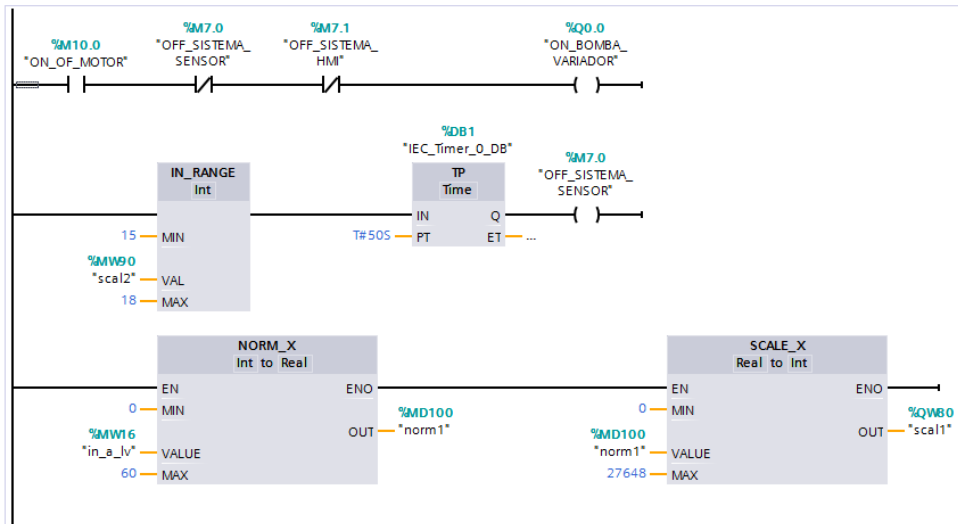 %M10.0
"ON_OF_MOTOR"
%M7.0
"OFF_SISTEMA_
SENSOR"
%M7.1
"OFF_SISTEMA_
HMI"
%Q0.0
"ON_BOMBA_
VARIADOR"
IN_RANGE
Int
15 MIN
%MW90
"scal2" VAL
18 MAX
%DB1
"IEC_Timer_0_DB"
TP
Time
IN Q
T#50S PT ET ...
%M7.0
"OFF_SISTEMA_
SENSOR"
NORM_X
Int to Real
EN ENO
0 MIN
%MD100
OUT "norm1"
%MW16
"in_a_lv" VALUE
60 MAX
SCALE_X
Real to Int
EN ENO
0 MIN
%QW80
OUT "scal1"
%MD100
"norm1" VALUE
27648 MAX